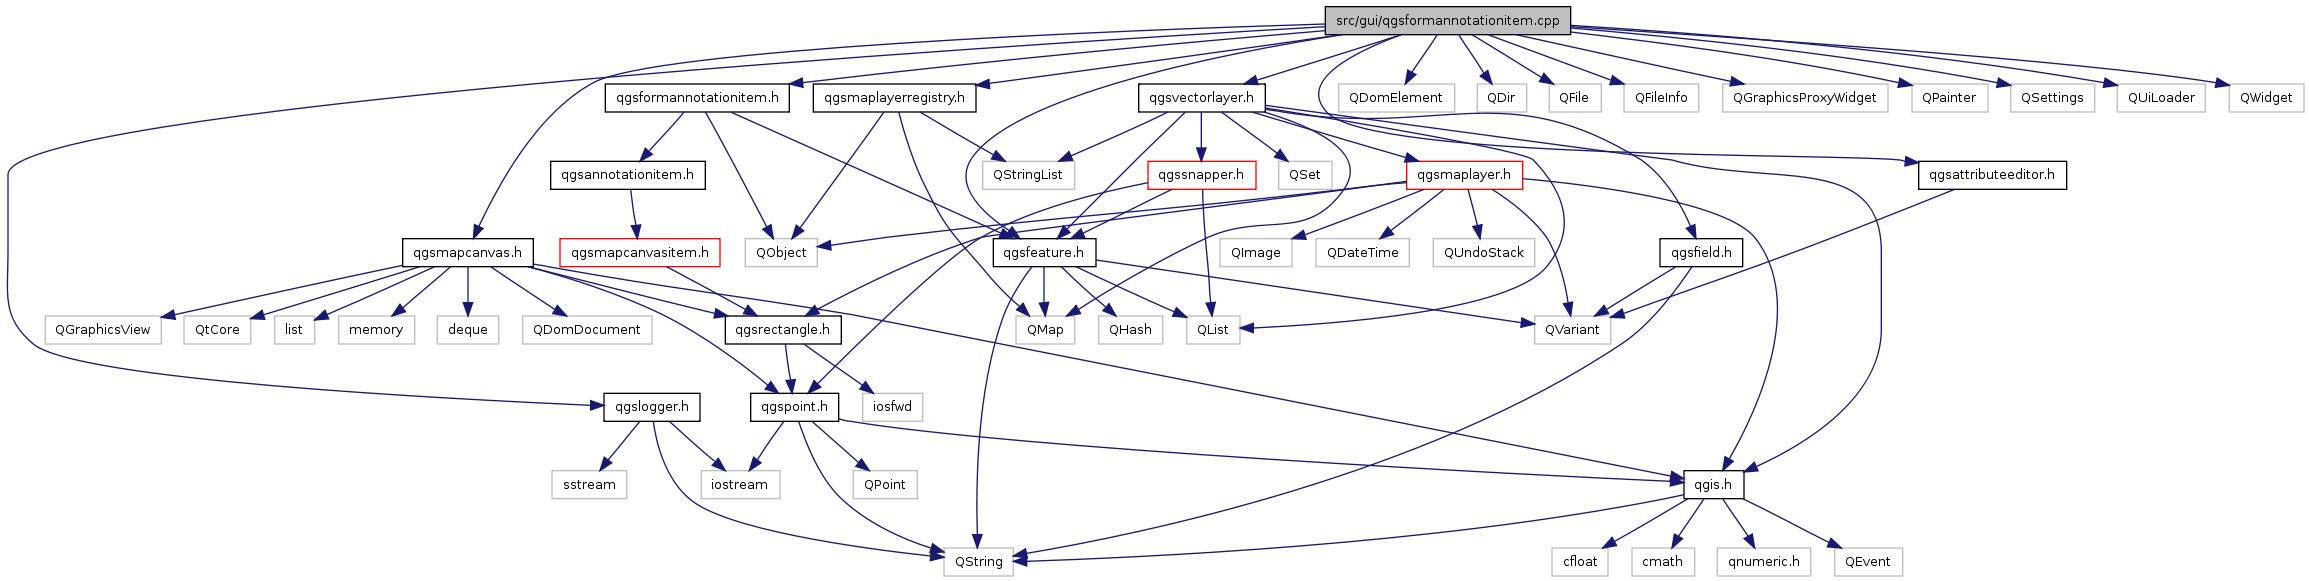 src/gui/qgsformannotationitem.cpp
qgsformannotationitem.h
qgsmaplayerregistry.h
qgsvectorlayer.h
QDomElement
QDir
QFile
QFileInfo
QGraphicsProxyWidget
QPainter
QSettings
QUiLoader
QWidget
qgsannotationitem.h
QStringList
qgssnapper.h
QSet
qgsmaplayer.h
qgsattributeeditor.h
qgsmapcanvas.h
qgsmapcanvasitem.h
QObject
qgsfeature.h
QImage
QDateTime
QUndoStack
qgsfield.h
QGraphicsView
QtCore
list
memory
deque
QDomDocument
qgsrectangle.h
QMap
QHash
QList
QVariant
qgslogger.h
qgspoint.h
iosfwd
sstream
iostream
QPoint
qgis.h
QString
cfloat
cmath
qnumeric.h
QEvent